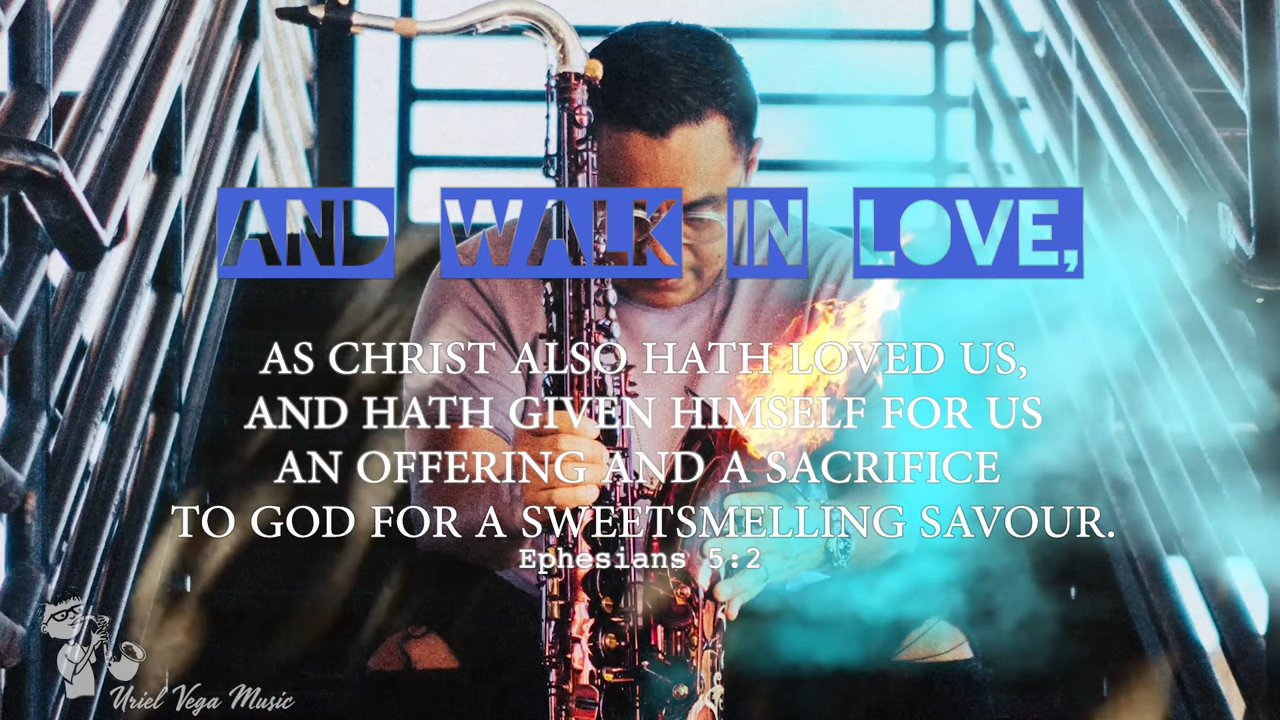 AND WALK IN LOVE,
AS CHRIST ALSO HATH LOVED US,
AND HATH GIVEN HIMSELF FOR US
AN OFFERING AND A SACRIFICE
TO GOD FOR A SWEETSMELLING SAVOUR.
Ephesians 5:2
Uriel Vega Music